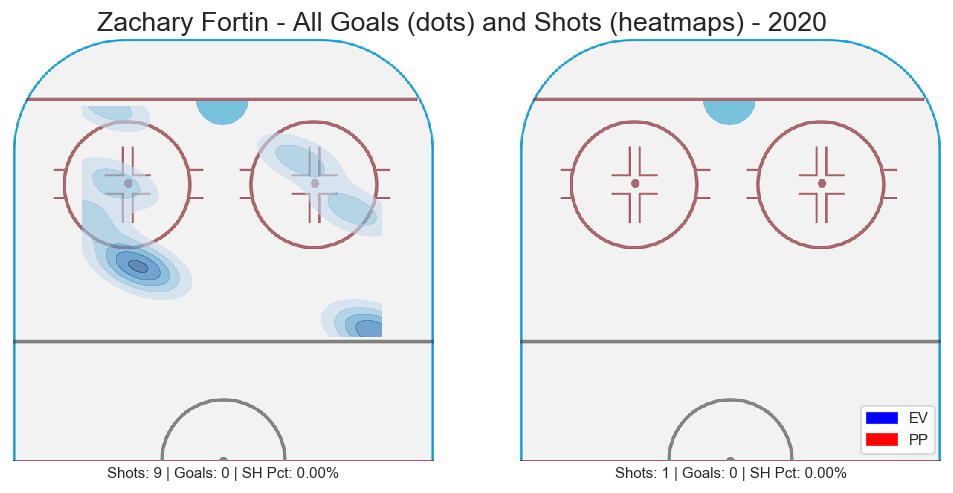 Zachary Fortin - All Goals (dots) and Shots (heatmaps) - 2020
EV
PP
Shots: 9 | Goals: 0 | SH Pct: 0.00%
Shots: 1 | Goals: 0 | SH Pct: 0.00%